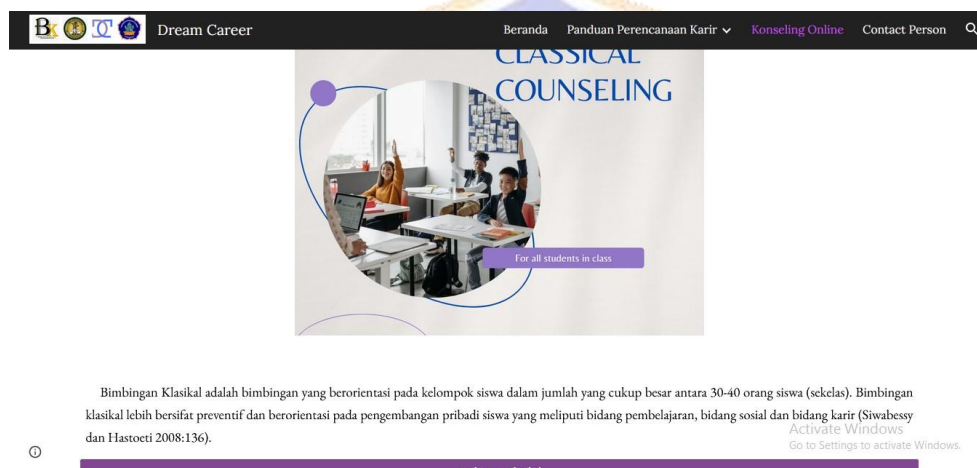 Dream Career
Beranda
Panduan Perencanaan Karir
Konseling Online
Contact Person
CLASSICAL
COUNSELING
For all students in class
Bimbingan Klasikal adalah bimbingan yang berorientasi pada kelompok siswa dalam jumlah yang cukup besar antara 30-40 orang siswa (sekelas). Bimbingan
klasikal lebih bersifat preventif dan berorientasi pada pengembangan pribadi siswa yang meliputi bidang pembelajaran, bidang sosial dan bidang karir (Siwabessy
dan Hastoeti 2008:136).
Activate Windows
Go to Settings to activate Windows.